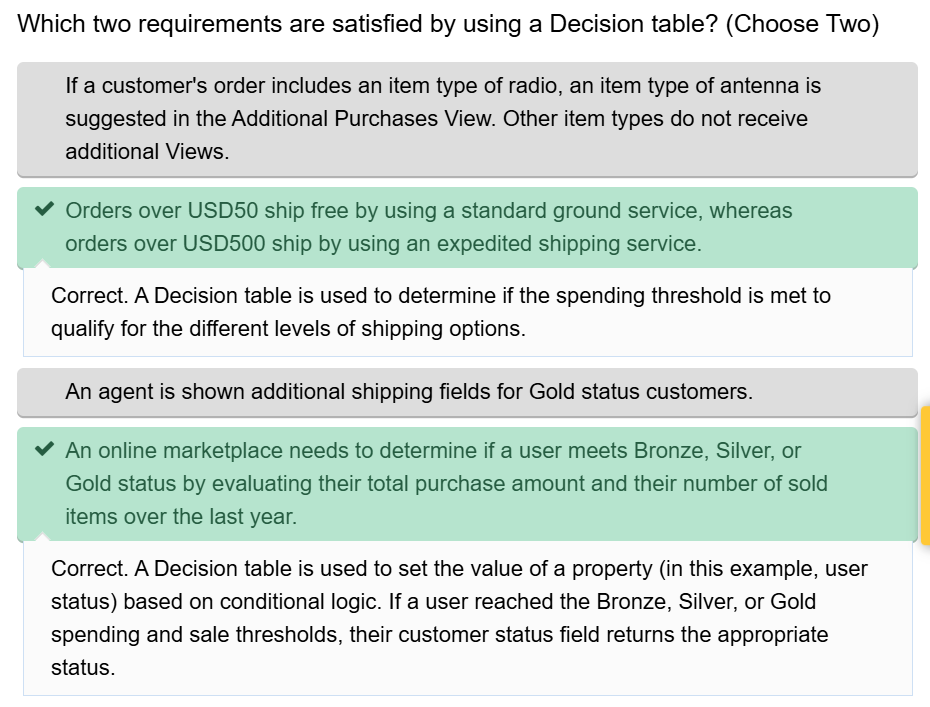 Which two requirements are satisfied by using a Decision table? (Choose Two)
If a customer's order includes an item type of radio, an item type of antenna is
suggested in the Additional Purchases View. Other item types do not receive
additional Views.
Orders over USD50 ship free by using a standard ground service, whereas
orders over USD500 ship by using an expedited shipping service.
Correct. A Decision table is used to determine if the spending threshold is met to
qualify for the different levels of shipping options.
An agent is shown additional shipping fields for Gold status customers.
An online marketplace needs to determine if a user meets Bronze, Silver, or
Gold status by evaluating their total purchase amount and their number of sold
items over the last year.
Correct. A Decision table is used to set the value of a property (in this example, user
status) based on conditional logic. If a user reached the Bronze, Silver, or Gold
spending and sale thresholds, their customer status field returns the appropriate
status.